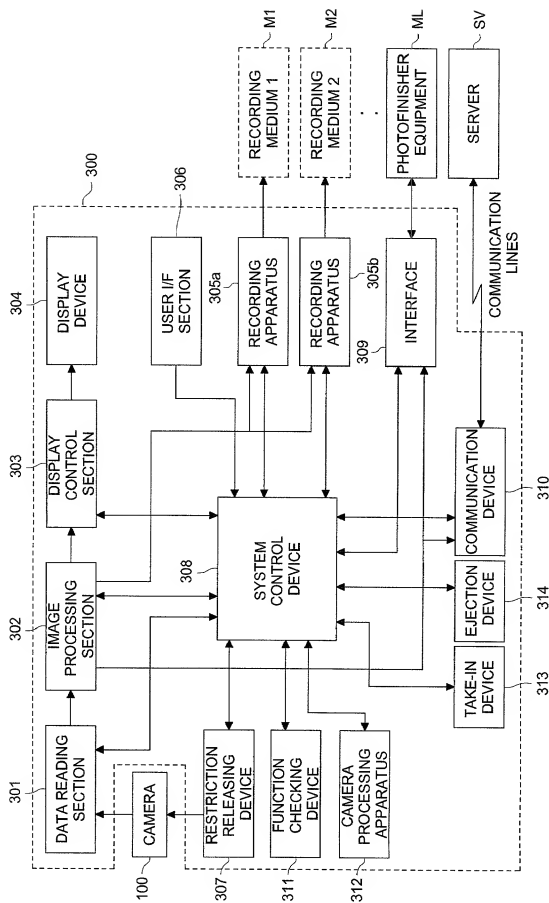 300
301
DATA READING
SECTION
302
IMAGE
PROCESSING
SECTION
303
DISPLAY
CONTROL
SECTION
304
DISPLAY
DEVICE
100
CAMERA
306
USER I/F
SECTION
307
RESTRICTION
RELEASING
DEVICE
308
SYSTEM
CONTROL
DEVICE
305a
RECORDING
APPARATUS
M1
RECORDING
MEDIUM 1
311
FUNCTION
CHECKING
DEVICE
305b
RECORDING
APPARATUS
M2
RECORDING
MEDIUM 2
312
CAMERA
PROCESSING
APPARATUS
309
INTERFACE
ML
PHOTOFINISHER
EQUIPMENT
313
TAKE-IN
DEVICE
314
EJECTION
DEVICE
310
COMMUNICATION
DEVICE
COMMUNICATION
LINES
SV
SERVER